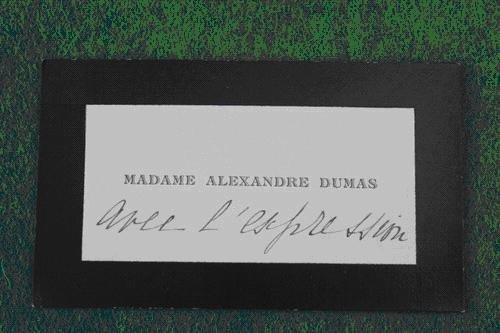 MADAME ALEXANDRE DUMAS
avec l'expression